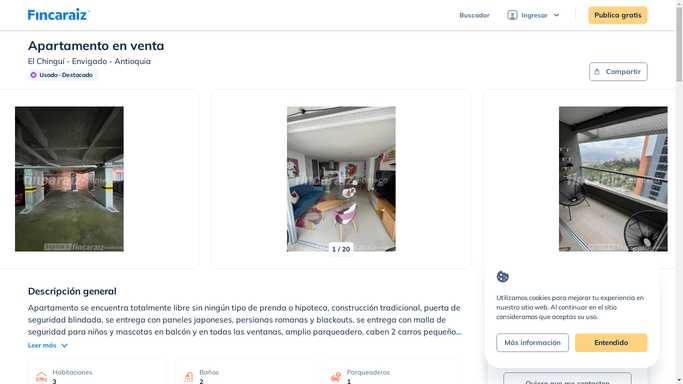 Fincaraiz
Buscador
Ingresar
Publica gratis
Apartamento en venta
El Chinguí - Envigado - Antioquia
Usado - Destacado
Compartir
fincaraiz
fincaraiz
fincaraiz
fincaraiz
fincaraiz
1 / 20
Descripción general
Apartamento se encuentra totalmente libre sin ningún tipo de prenda o hipoteca, construcción tradicional, puerta de
seguridad blindada, se entrega con paneles japoneses, persianas romanas y blackouts, se entrega con malla de
seguridad para niños y mascotas en balcón y en todas las ventanas, amplio parqueadero, caben 2 carros pequeño...
Leer más
Habitaciones
3
Baños
2
Parqueaderos
1
Utilizamos cookies para mejorar tu experiencia en
nuestro sitio web. Al continuar en el sitio
consideramos que aceptas su uso.
Más información
Entendido
Quiero que me contacten